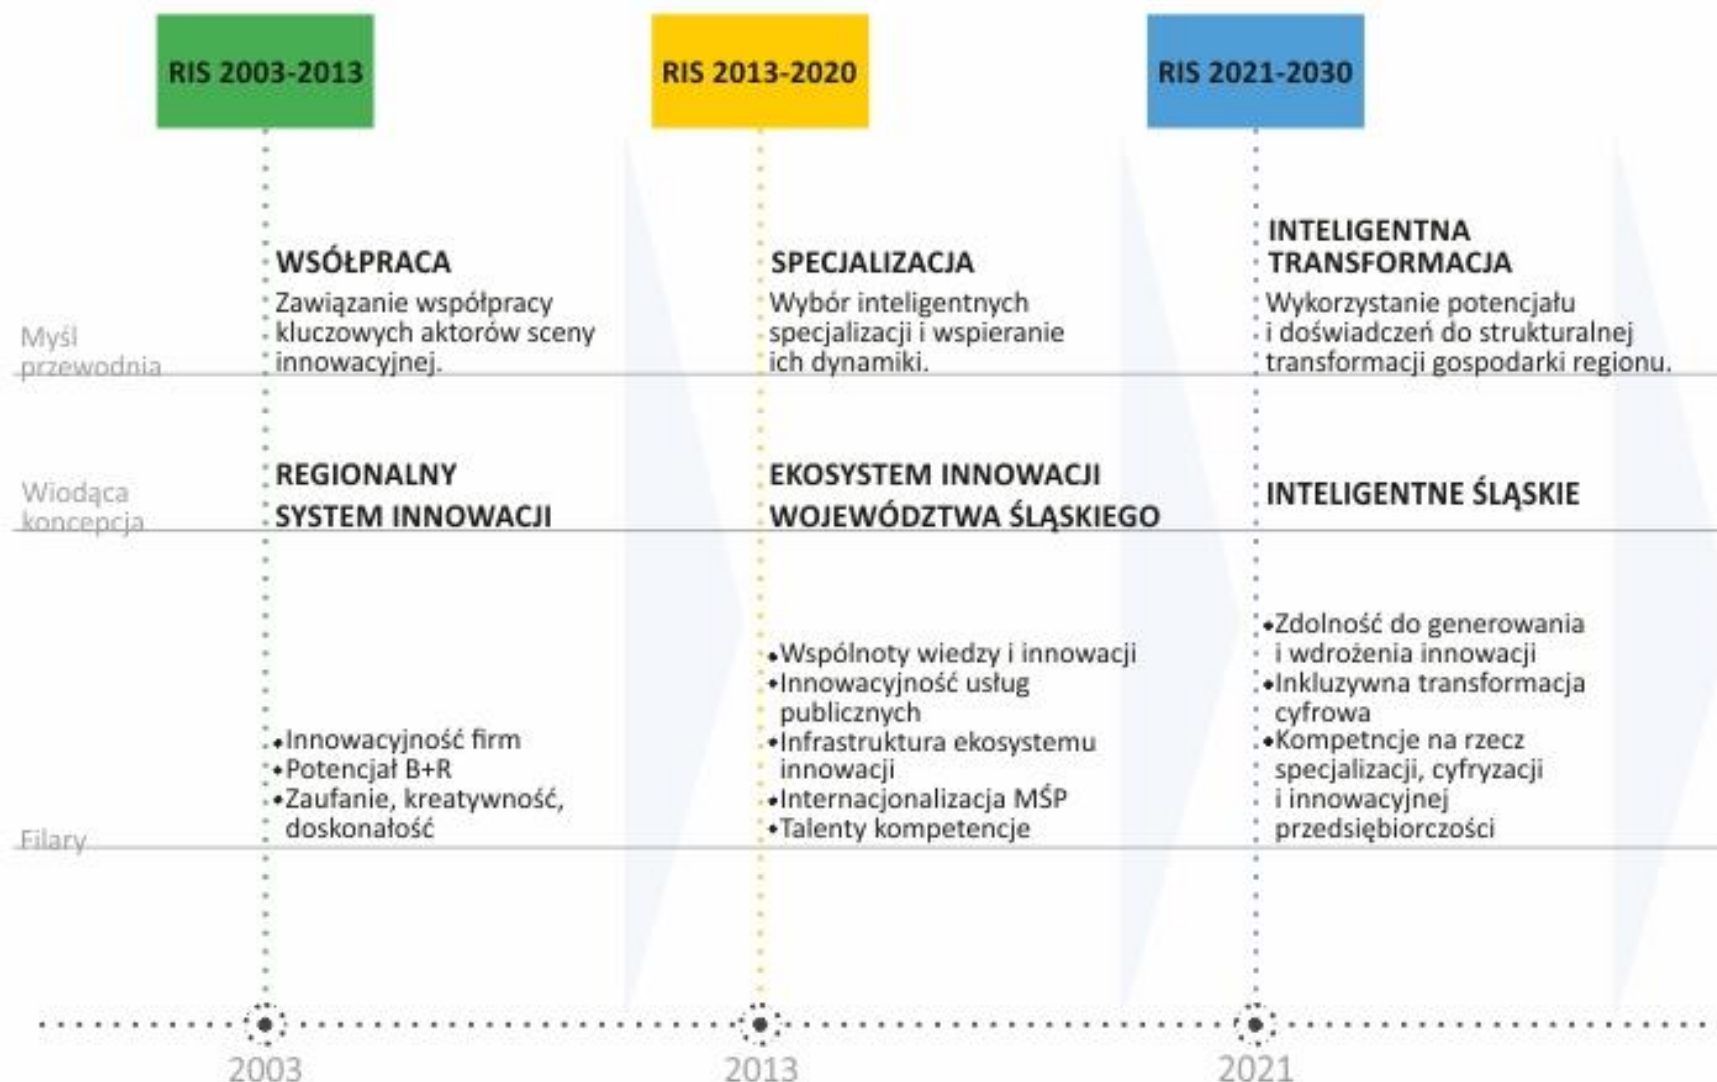 RIS 2003-2013
RIS 2013-2020
RIS 2021-2030
Myśl
przewodnia
WSÓŁPRACA
Zawiązanie współpracy
kluczowych aktorów sceny
innowacyjnej.
SPECJALIZACJA
Wybór inteligentnych
specjalizacji i wspieranie
ich dynamiki.
INTELIGENTNA
TRANSFORMACJA
Wykorzystanie potencjału
i doświadczeń do strukturalnej
transformacji gospodarki regionu.
Wiodąca
koncepcja
REGIONALNY
SYSTEM INNOWACJI
EKOSYSTEM INNOWACJI
WOJEWÓDZTWA ŚLĄSKIEGO
INTELIGENTNE ŚLĄSKIE
Filary
•Innowacyjność firm
•Potencjał B+R
•Zaufanie, kreatywność,
doskonałość
•Wspólnoty wiedzy i innowacji
•Innowacyjność usług
publicznych
•Infrastruktura ekosystemu
innowacji
•Internacjonalizacja MŚP
•Talenty kompetencje
•Zdolność do generowania
i wdrożenia innowacji
•Inkluzywna transformacja
cyfrowa
•Kompetncje na rzecz
specjalizacji, cyfryzacji
i innowacyjnej
przedsiębiorczości
2003
2013
2021